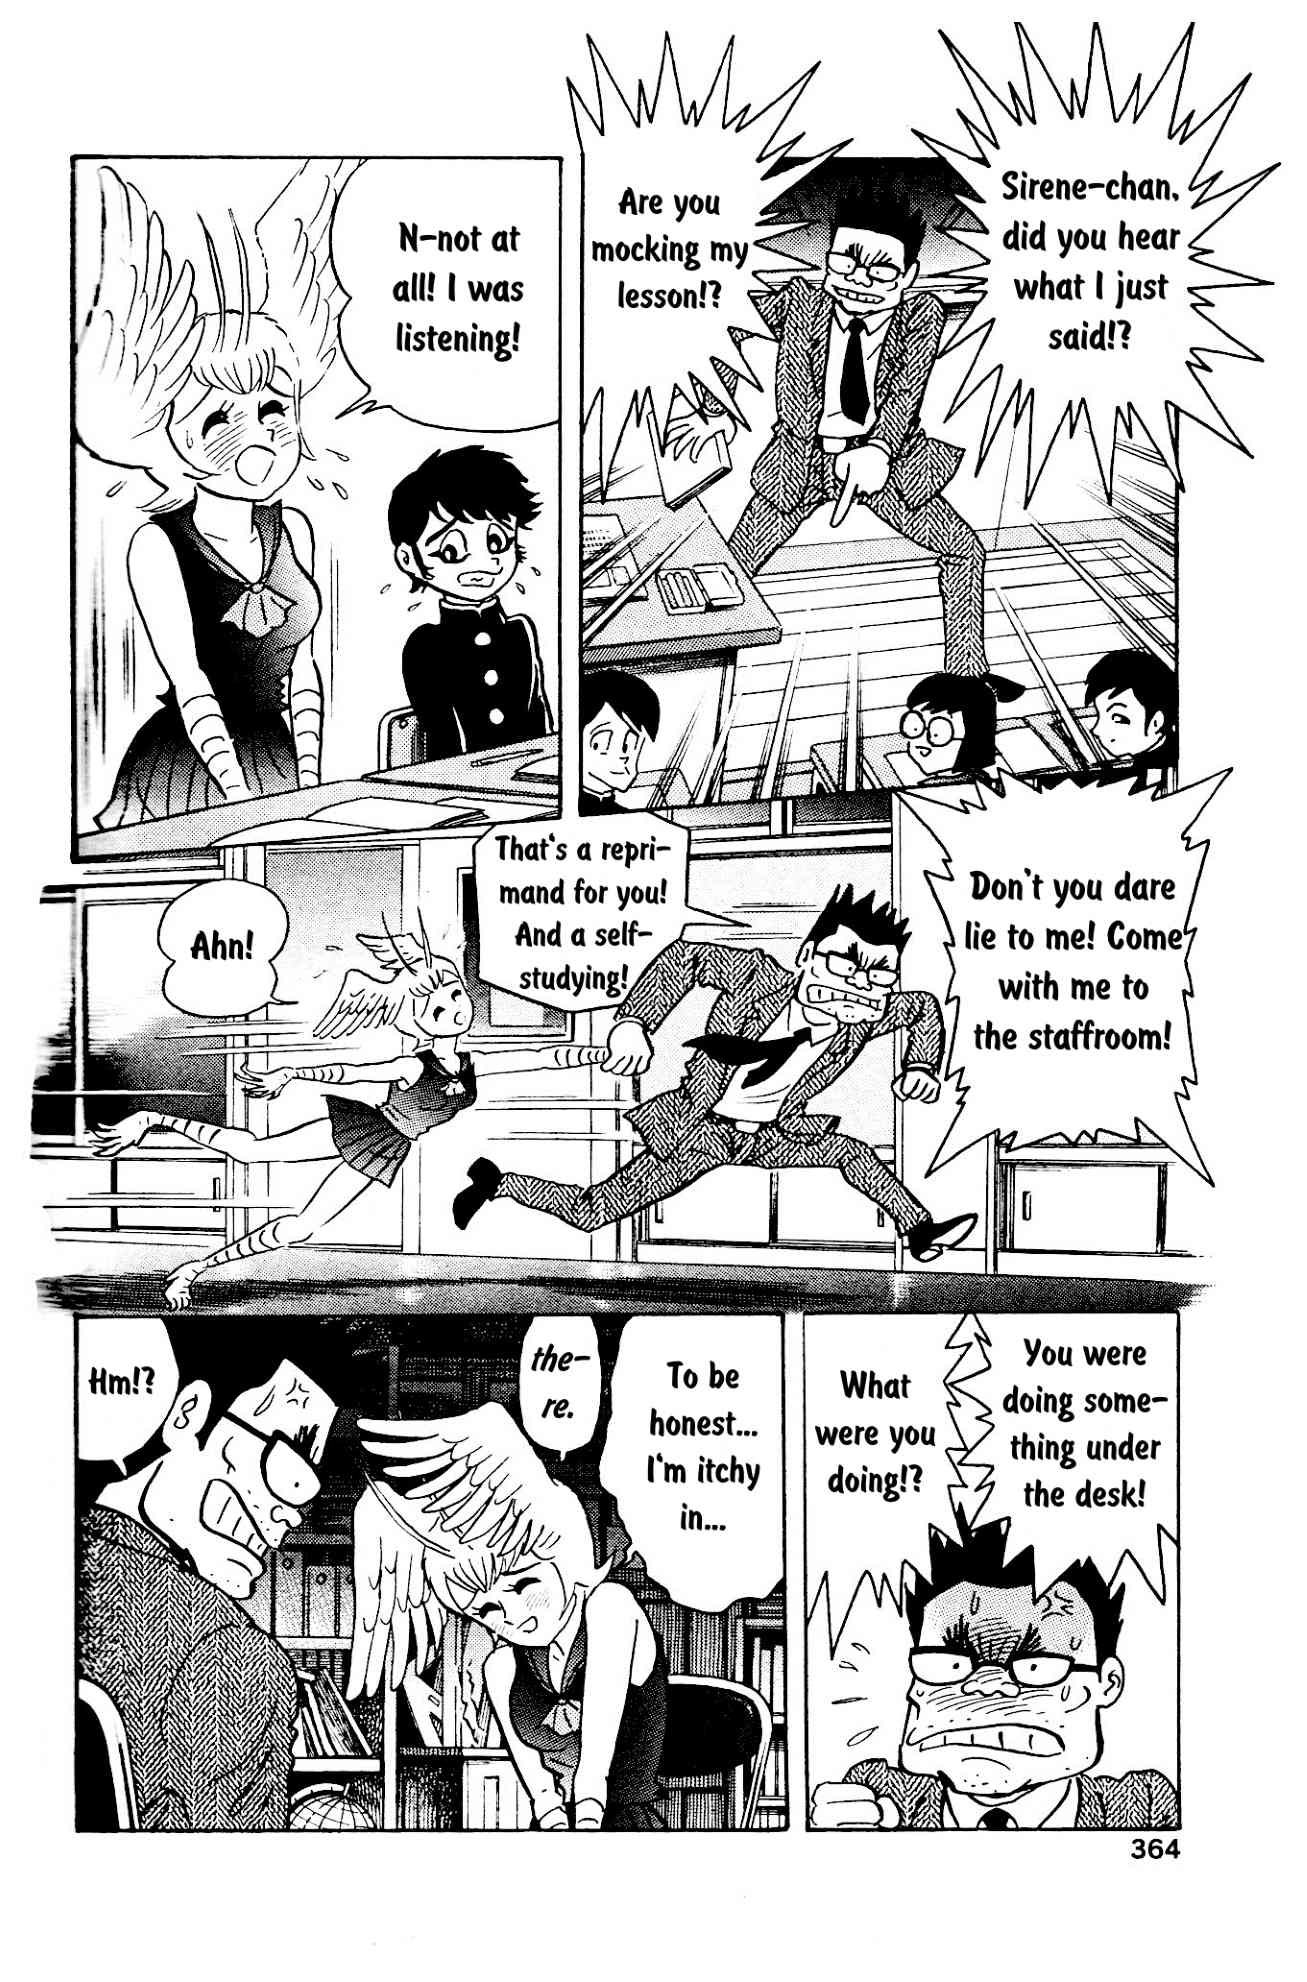 Sirene-chan,
did you hear
what I just
said!?
Are you
mocking my
lesson!?
N-not at
all! I was
listening!
Don't you dare
lie to me! Come
with me to
the staffroom!
That's a repri-
mand for you!
And a self-
studying!
Ahn!
You were
doing some-
thing under
the desk!
What
were you
doing!?
To be
honest...
I'm itchy
in...
the-
re.
Hm!?
364